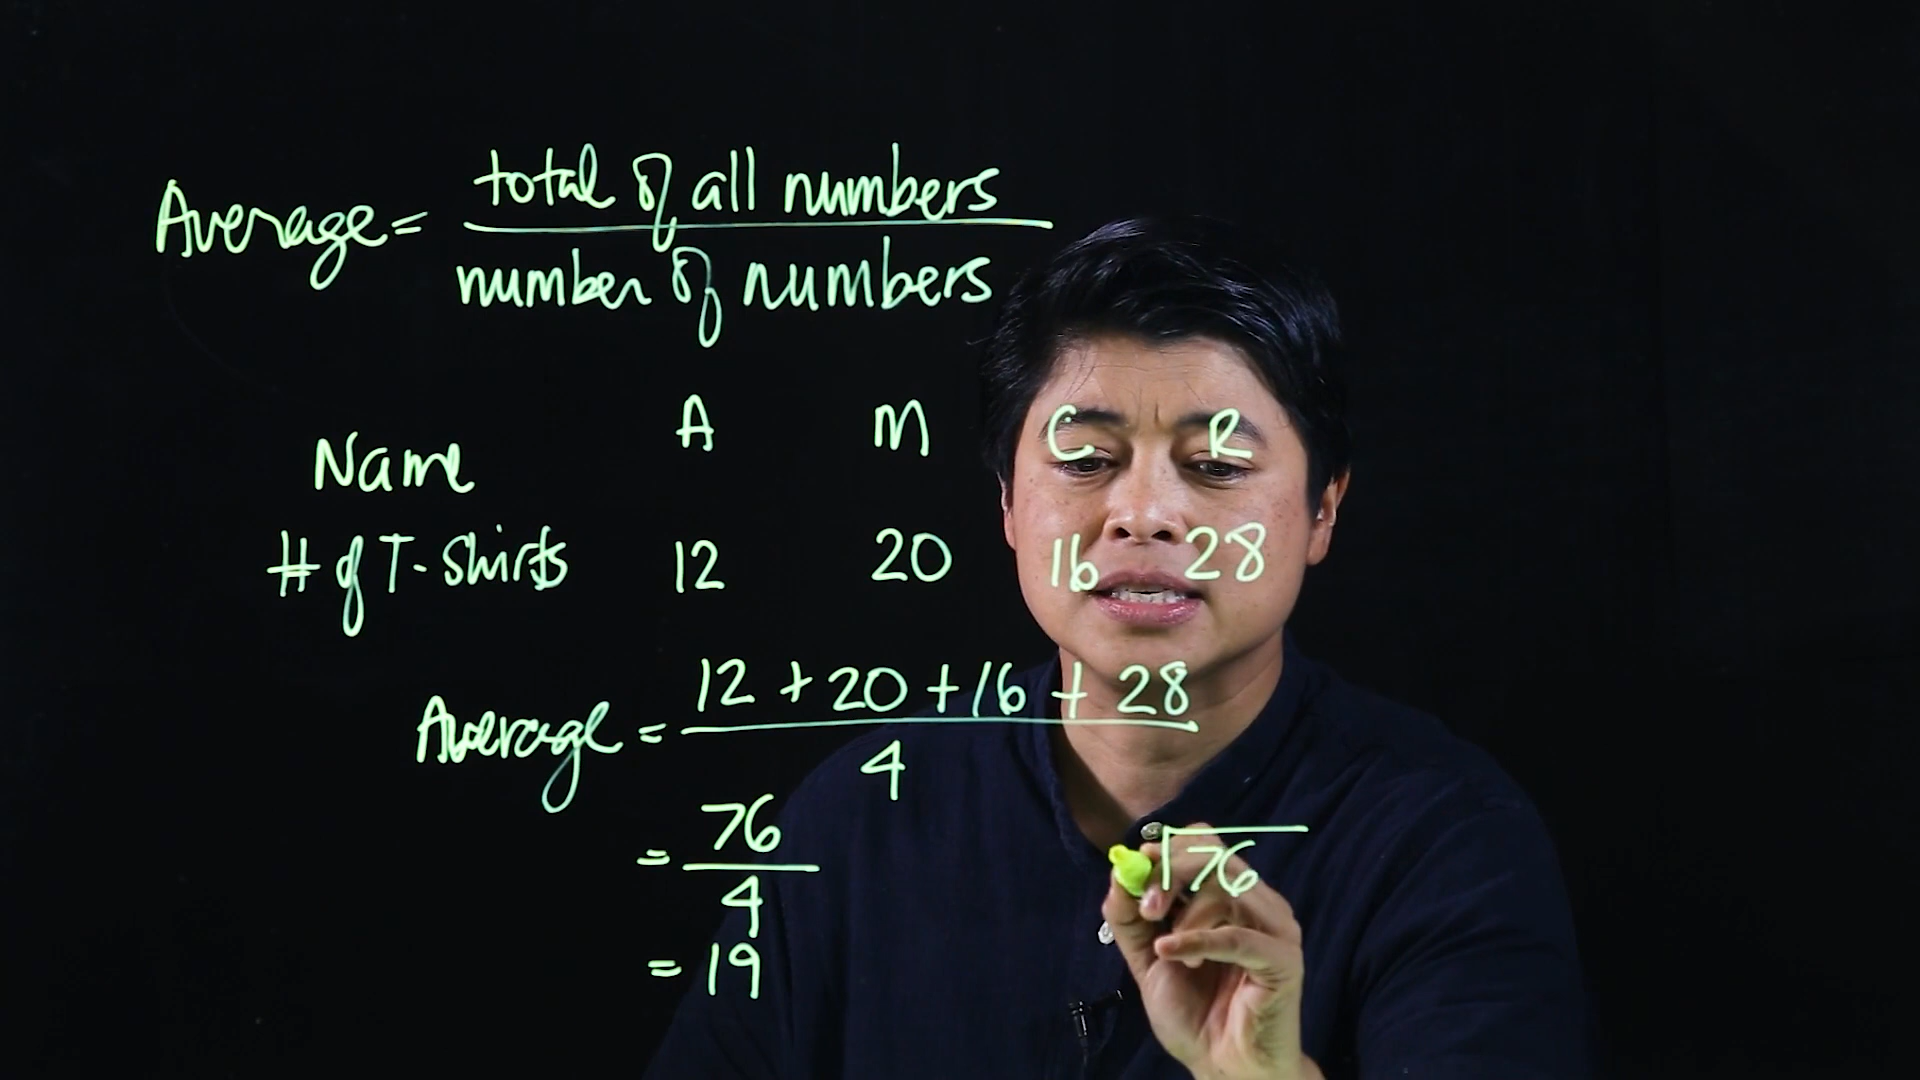 Average = total of all numbers
number of numbers
Name A M C R
# of T-shirts 12 20 16 28
Average = 12 + 20 + 16 + 28
4
= 76
4
76
= 19